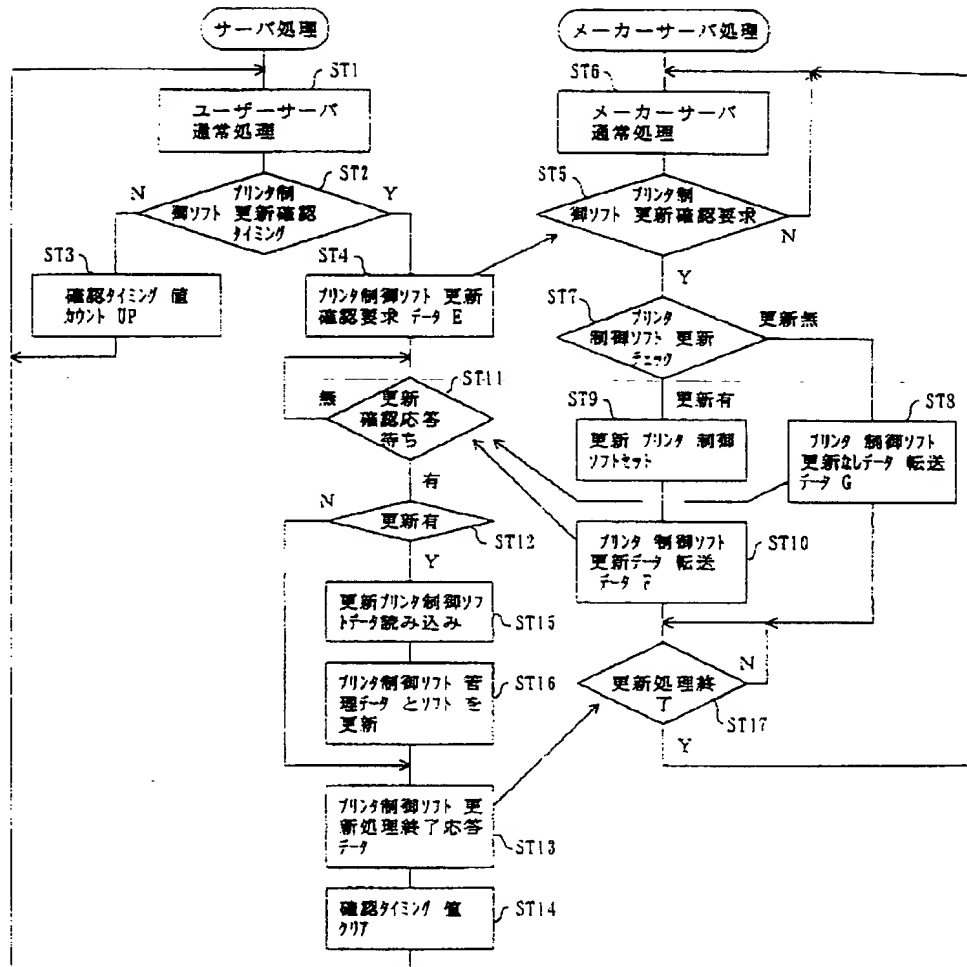 サーバ処理
ST1
ユーザーサーバ
通常処理
ST2
N
プリンタ制
御ソフト 更新確認
タイミング
Y
ST3
確認タイミング 値
カウント UP
ST4
プリンタ制御ソフト 更新
確認要求 データ E
ST11
無
更新
確認応答
待ち
有
N
更新有
ST12
Y
更新プリンタ制御ソフ
トデータ読み込み
ST15
プリンタ制御ソフト 管
理データ とソフト を
更新
ST16
プリンタ制御ソフト 更
新処理終了応答
データ
ST13
確認タイミング 値
クリア
ST14
メーカーサーバ処理
ST6
メーカーサーバ
通常処理
ST5
プリンタ制
御ソフト 更新確認要求
N
Y
ST7
プリンタ
制御ソフト 更新
チェック
更新無
更新有
ST9
更新 プリンタ 制御
ソフトセット
ST8
プリンタ 制御ソフト
更新なしデータ 転送
データ G
プリンタ 制御ソフト
更新データ 転送
データ F
ST10
更新処理終
了
N
ST17
Y